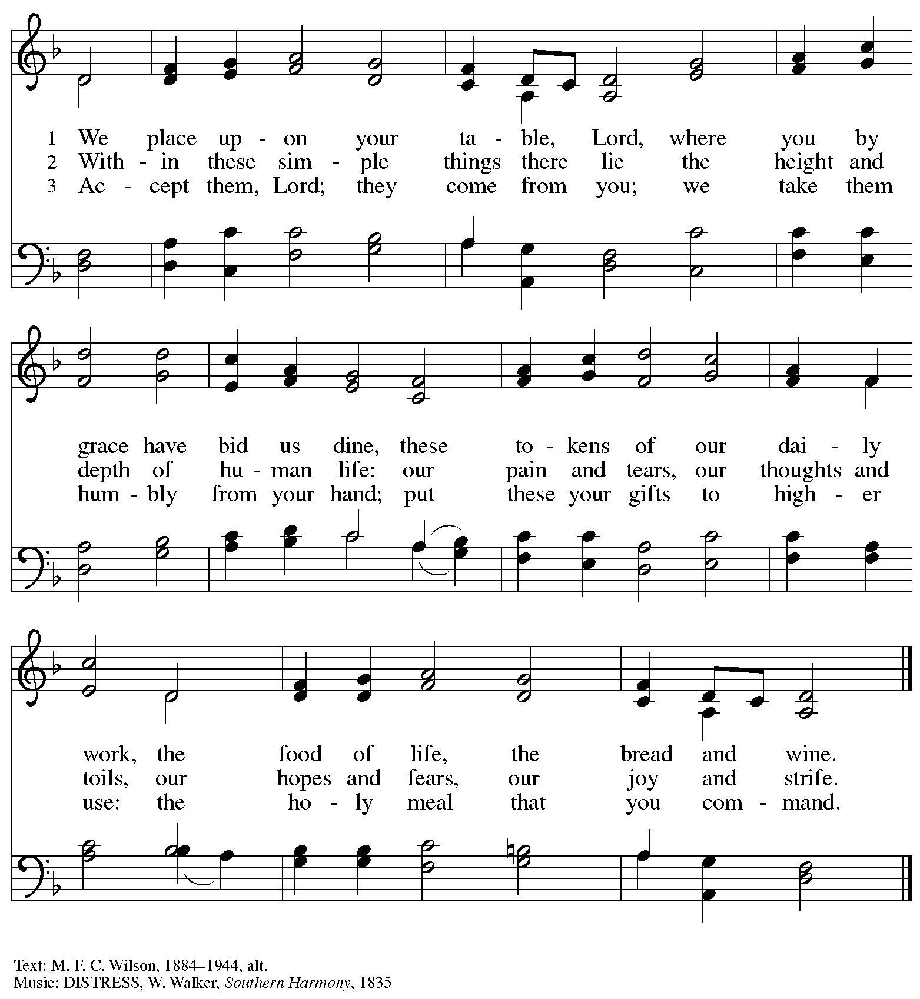 1 We place up - on your ta - ble, Lord, where you by
2 With - in these sim - ple things there lie the height and
3 Ac - cept them, Lord; they come from you; we take them
grace have bid us dine, these to - kens of our dai - ly
depth of hu - man life: our pain and tears, our thoughts and
hum - bly from your hand; put these your gifts to high - er
work, the food of life, the bread and wine.
toils, our hopes and fears, our joy and strife.
use: the ho - ly meal that you com - mand.
Text: M. F. C. Wilson, 1884–1944, alt.
Music: DISTRESS, W. Walker, Southern Harmony, 1835